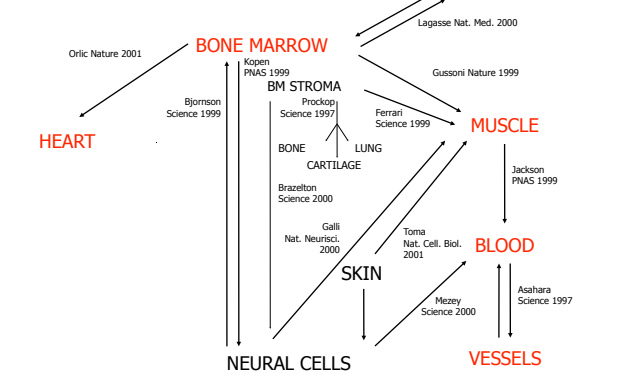 Lagasse Nat. Med. 2000
BONE MARROW
Orlic Nature 2001
Kopen
PNAS 1999
Gussoni Nature 1999
BM STROMA
Bjornson
Science 1999
Prockop
Science 1997
Ferrari
Science 1999
MUSCLE
HEART
BONE
LUNG
CARTILAGE
Jackson
PNAS 1999
Brazelton
Science 2000
Galli
Nat. Neurisci.
2000
Toma
Nat. Cell. Biol.
2001
BLOOD
SKIN
Asahara
Science 1997
Mezey
Science 2000
NEURAL CELLS
VESSELS